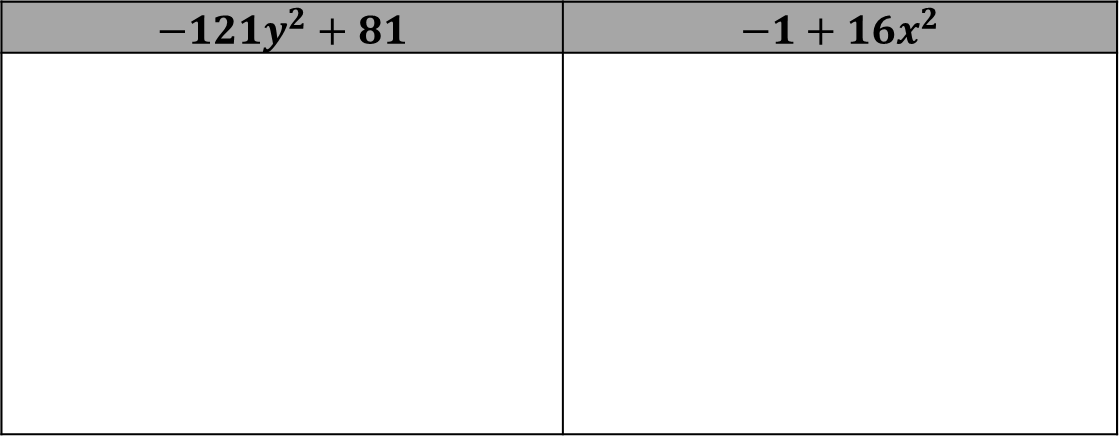 −121y² + 81
−1 + 16x²